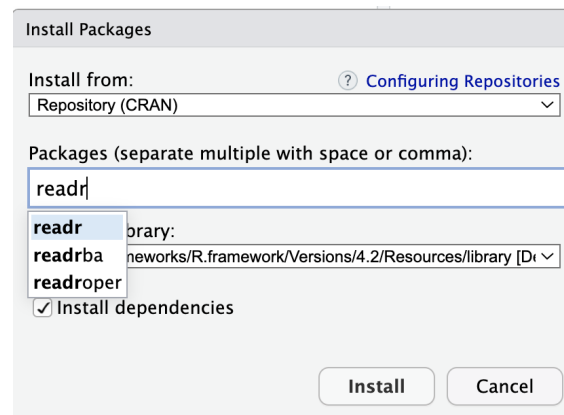 Install Packages
Install from:
? Configuring Repositories
Repository (CRAN)
Packages (separate multiple with space or comma):
readr
readr
brary:
readrba
meworks/R.framework/Versions/4.2/Resources/library [De
readroper
Install dependencies
Install
Cancel